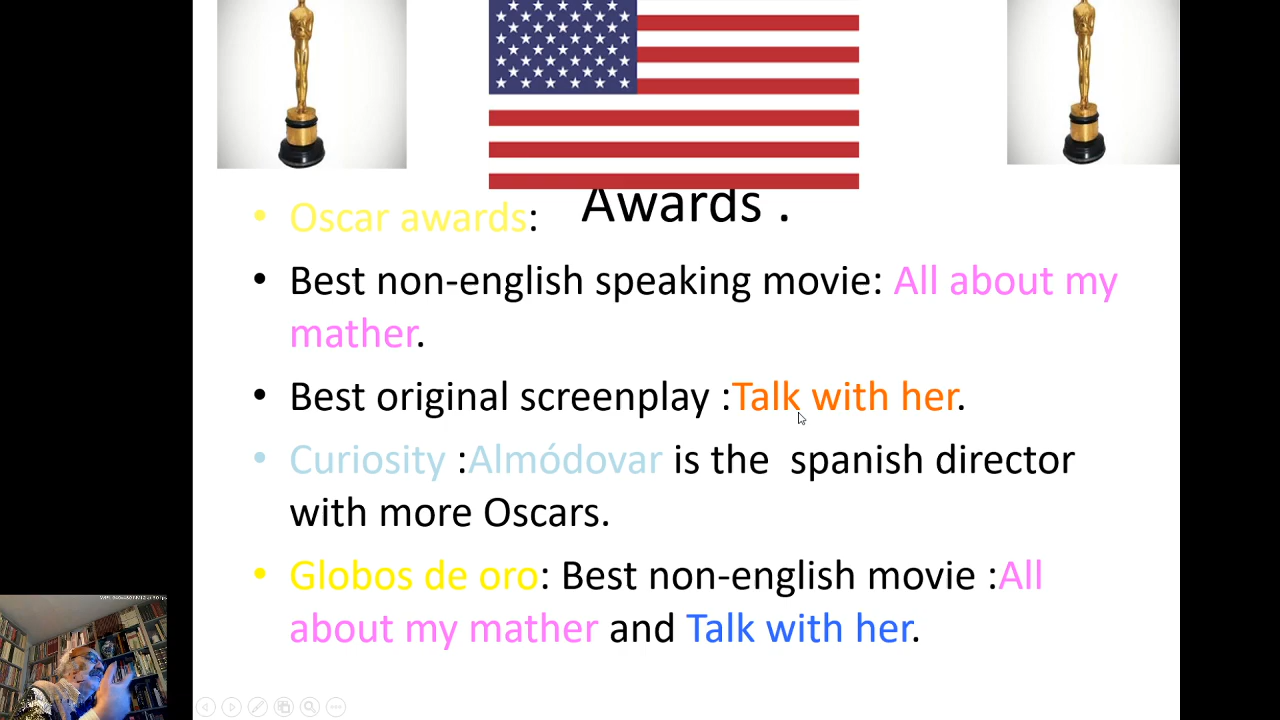 Awards .
Oscar awards:
Best non-english speaking movie: All about my
mather.
Best original screenplay :Talk with her.
Curiosity :Almódovar is the  spanish director
with more Oscars.
Globos de oro: Best non-english movie :All
about my mather and Talk with her.